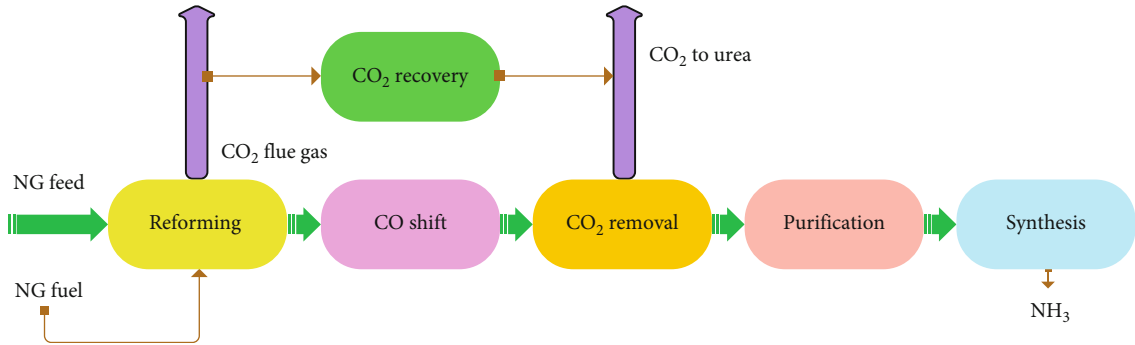 CO₂ recovery
CO₂ to urea
CO₂ flue gas
NG feed
Reforming
CO shift
CO₂ removal
Purification
Synthesis
NG fuel
NH₃